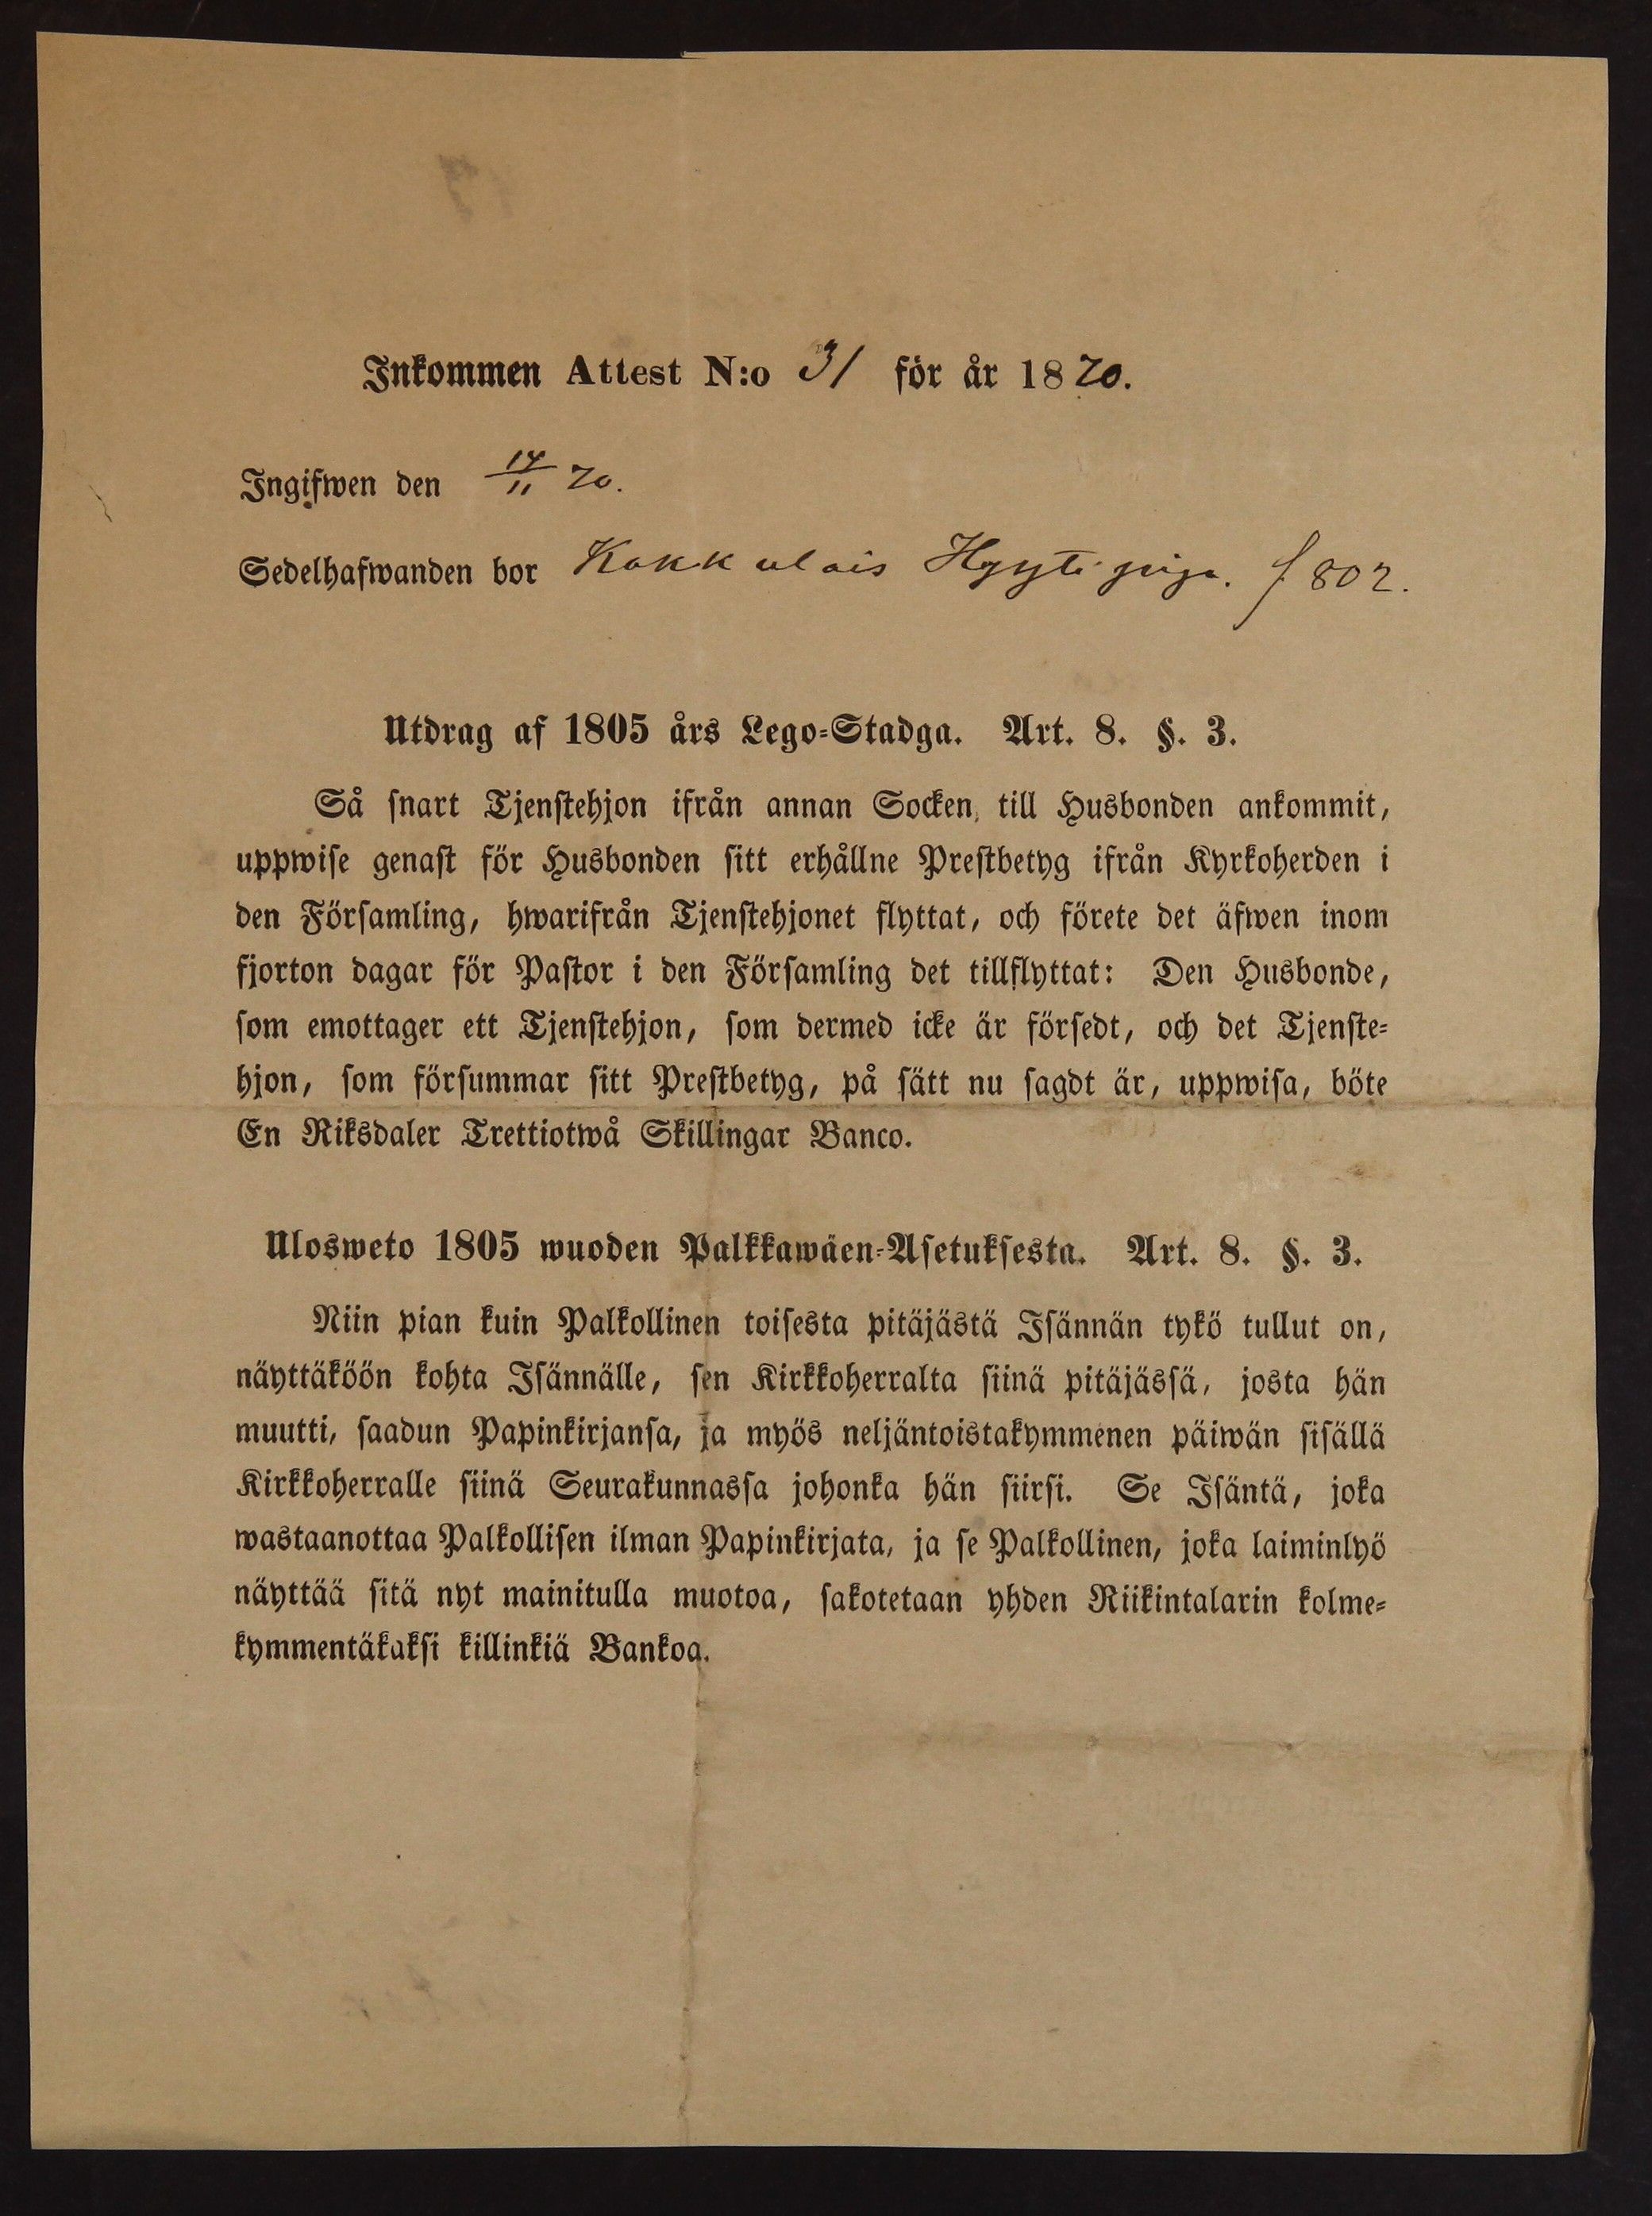 Inkommen Attest N:o 31 för år 1870.
Ingifwen den 14/11 70.
Sedelhafwanden bor Kakkulais Hyyti piga. f 802.
Utdrag af 1805 års Lego-Stadga. Art. 8. §. 3.
Så snart Tjenstehjon ifrån annan Socken, till Husbonden ankommit,
uppwise genast för Husbonden sitt erhållne Prestbetyg ifrån Kyrkoherden i
den Församling, hwarifrån Tjenstehjonet flyttat, och förete det äfwen inom
fjorton dagar för Pastor i den Församling det tillflyttat: Den Husbonde,
som emottager ett Tjenstehjon, som dermed icke är försedt, och det Tjenste-
hjon, som försummar sitt Prestbetyg, på sätt nu sagdt är, uppwisa, böte
En Riksdaler Trettiotwå Skillingar Banco.
Ulosweto 1805 wuoden Palkkawäen-Asetuksesta. Art. 8. §. 3.
Niin pian kuin Palkollinen toisesta pitäjästä Isännän tykö tullut on,
näyttäköön kohta Isännälle, sen Kirkkoherralta siinä pitäjässä, josta hän
muutti, saadun Papinkirjansa, ja myös neljäntoistakymmenen päiwän sisällä
Kirkkoherralle siinä Seurakunnassa johonka hän siirsi. Se Isäntä, joka
wastaanottaa Palkollisen ilman Papinkirjata, ja se Palkollinen, joka laiminlyö
näyttää sitä nyt mainitulla muotoa, sakotetaan yhden Riikintalarin kolme-
kymmentäkaksi killinkiä Bankoa.